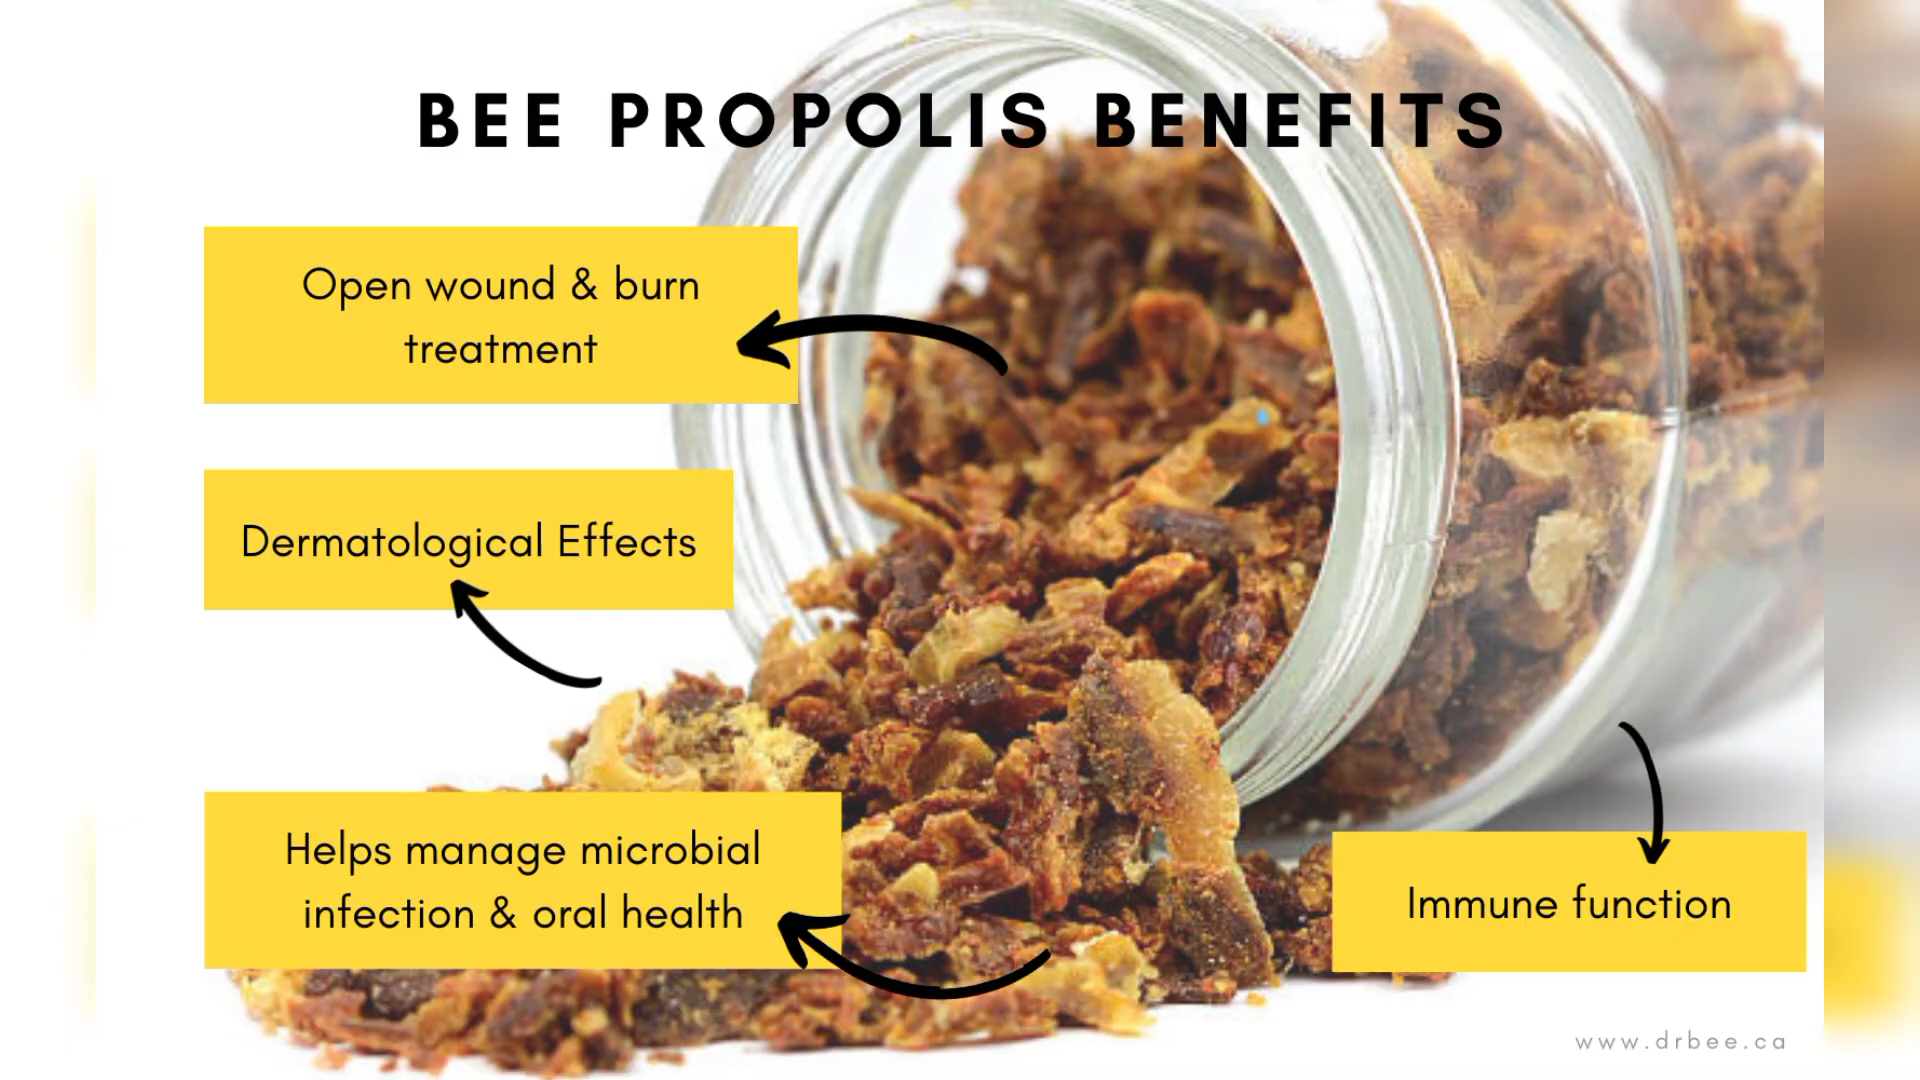 BEE PROPOLIS BENEFITS
Open wound & burn
treatment
Dermatological Effects
Helps manage microbial
infection & oral health
Immune function
www.drbee.ca